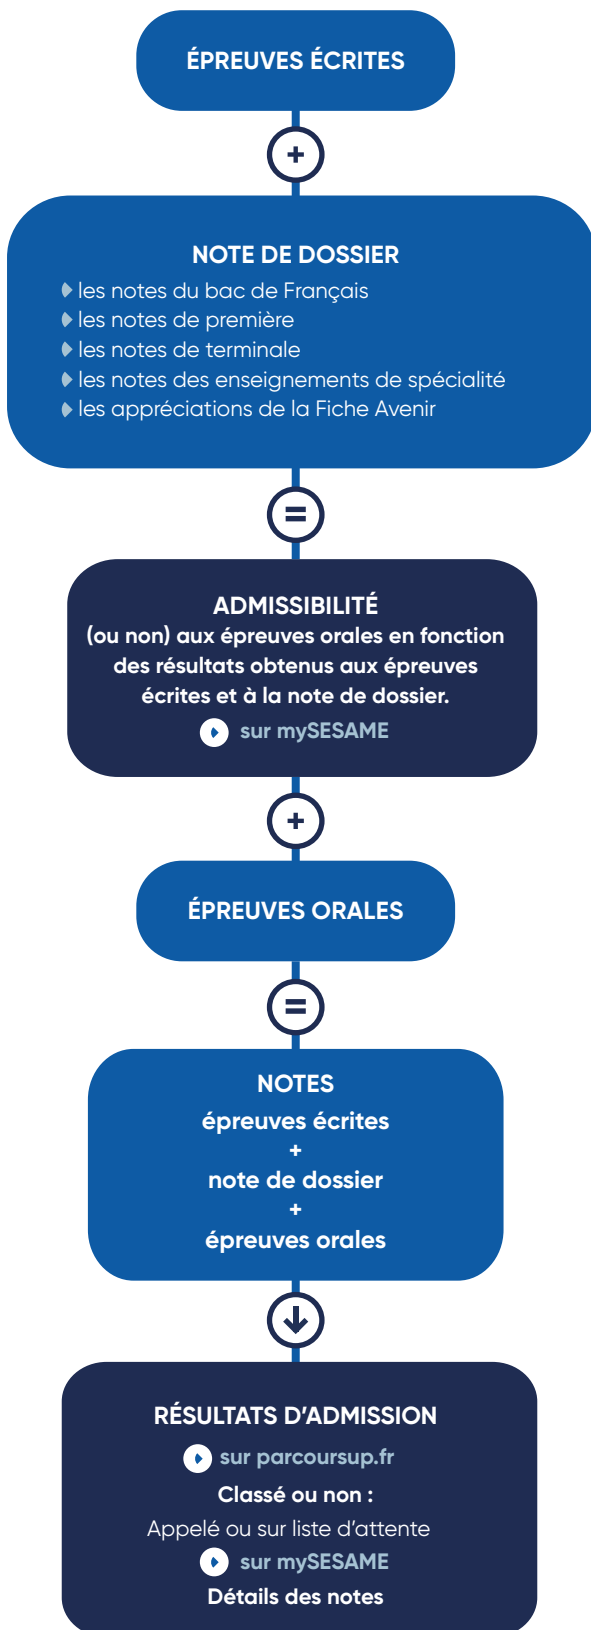 ÉPREUVES ÉCRITES
+
NOTE DE DOSSIER
les notes du bac de Français
les notes de première
les notes de terminale
les notes des enseignements de spécialité
les appréciations de la Fiche Avenir
=
ADMISSIBILITÉ
(ou non) aux épreuves orales en fonction
des résultats obtenus aux épreuves
écrites et à la note de dossier.
sur mySESAME
+
ÉPREUVES ORALES
=
NOTES
épreuves écrites
+
note de dossier
+
épreuves orales
RÉSULTATS D'ADMISSION
sur parcoursup.fr
Classé ou non :
Appelé ou sur liste d'attente
sur mySESAME
Détails des notes